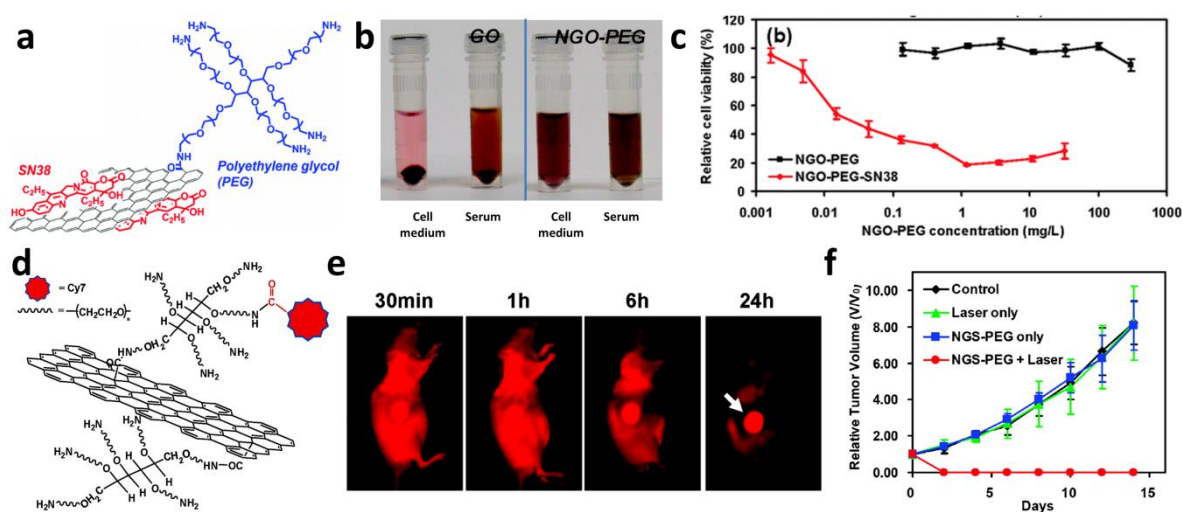 a
H₂N
NH₂
NH₂
NH₂
NH₂
NH
O
Polyethylene glycol
(PEG)
SN38
C₂H₅
HO
C₂H₅
OH
b
GO
NGO-PEG
Cell
medium
Serum
Cell
medium
Serum
c
(b)
Relative cell viability (%)
120
100
80
60
40
20
0
NGO-PEG
NGO-PEG-SN38
0.001
0.01
0.1
1
10
100
1000
NGO-PEG concentration (mg/L)
d
= Cy7
= —(CH₂CH₂O)ₙ
e
30min
1h
6h
24h
f
Relative Tumor Volume (V/V₀)
10.00
8.00
6.00
4.00
2.00
0.00
Control
Laser only
NGS-PEG only
NGS-PEG + Laser
0
5
10
15
Days